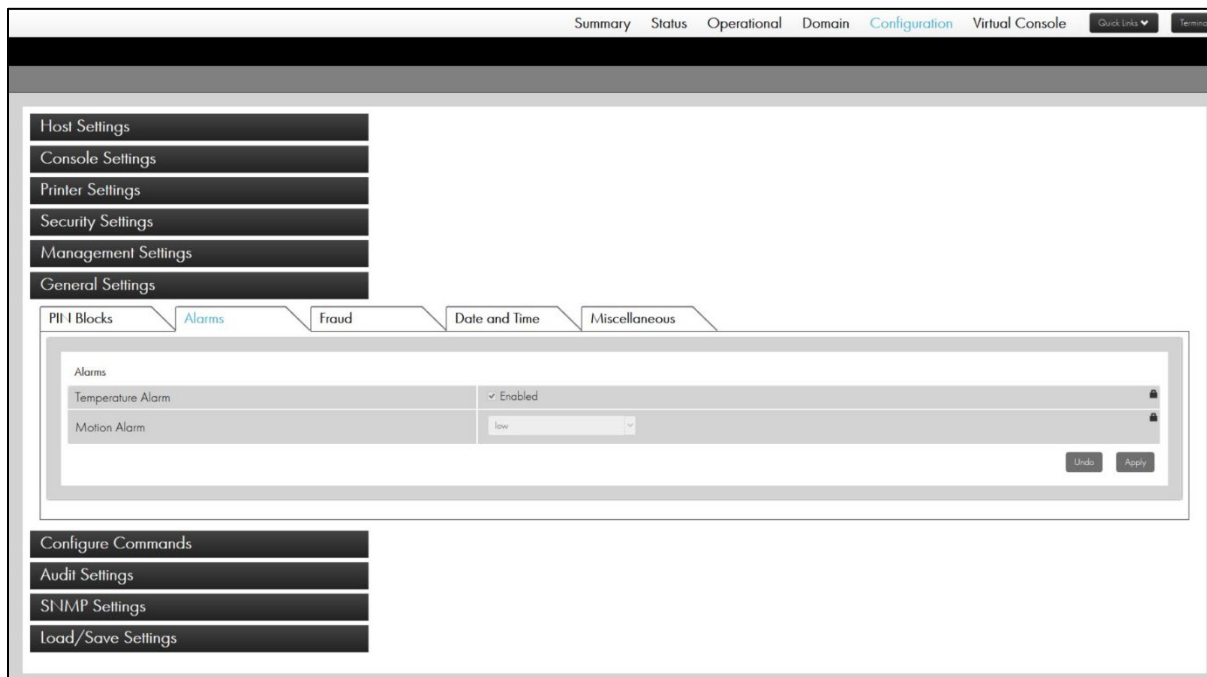 Summary Status Operational Domain Configuration Virtual Console Quick Links
Host Settings
Console Settings
Printer Settings
Security Settings
Management Settings
General Settings
PIN Blocks Alarms Fraud Date and Time Miscellaneous
Alarms
Temperature Alarm Enabled
Motion Alarm low
Undo Apply
Configure Commands
Audit Settings
SNMP Settings
Load/Save Settings